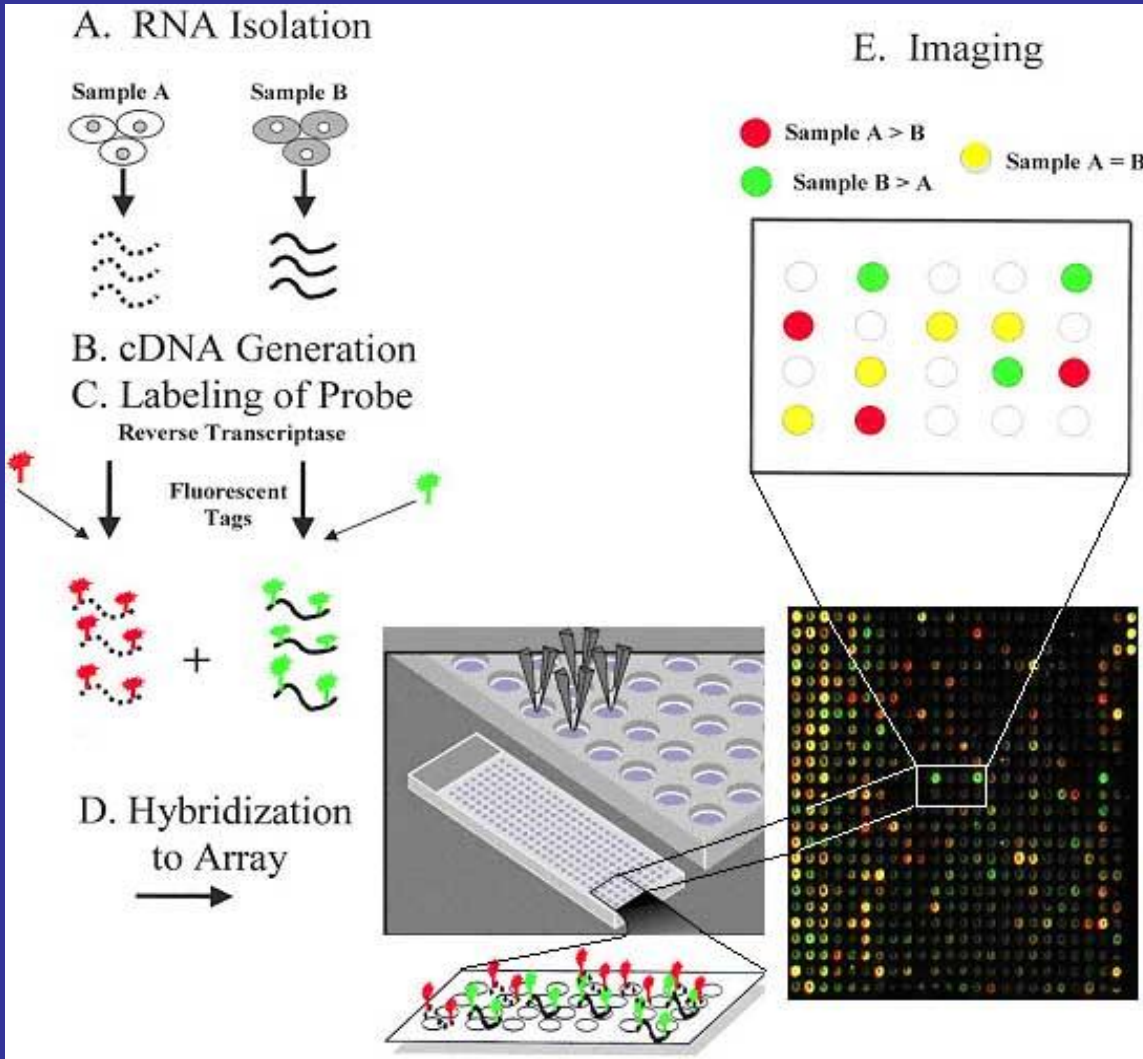 A. RNA Isolation
Sample A
Sample B
B. cDNA Generation
C. Labeling of Probe
Reverse Transcriptase
Fluorescent
Tags
+
D. Hybridization
to Array
E. Imaging
Sample A > B
Sample B > A
Sample A = B